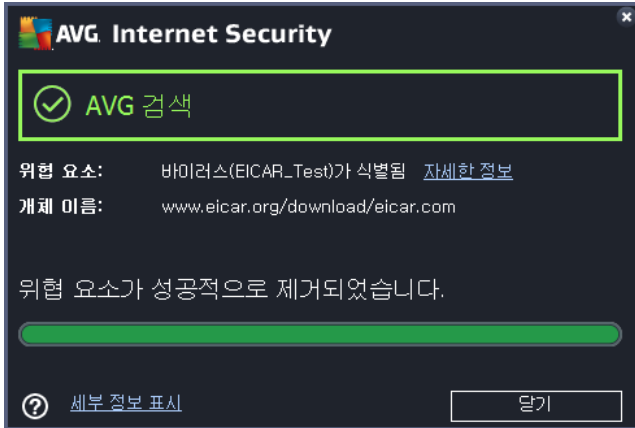 AVG. Internet Security
AVG 검색
위협 요소: 바이러스(EICAR_Test)가 식별됨 자세한 정보
개체 이름: www.eicar.org/download/eicar.com
위협 요소가 성공적으로 제거되었습니다.
? 세부 정보 표시 닫기